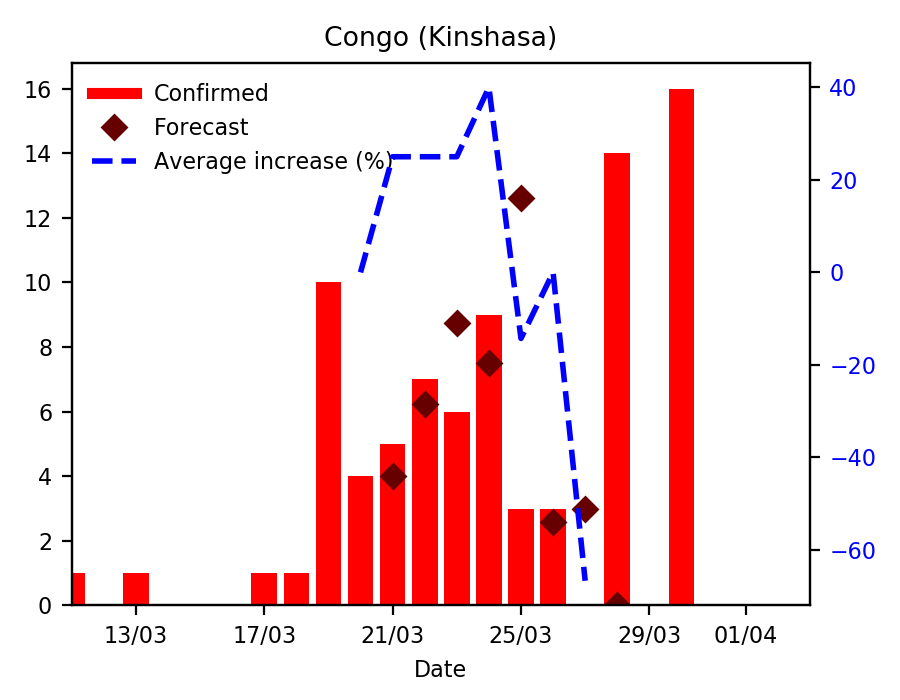 Congo (Kinshasa)
16
14
12
10
8
6
4
2
0
Confirmed
Forecast
Average increase (%)
40
20
0
−20
−40
−60
13/03 17/03 21/03 25/03 29/03 01/04
Date